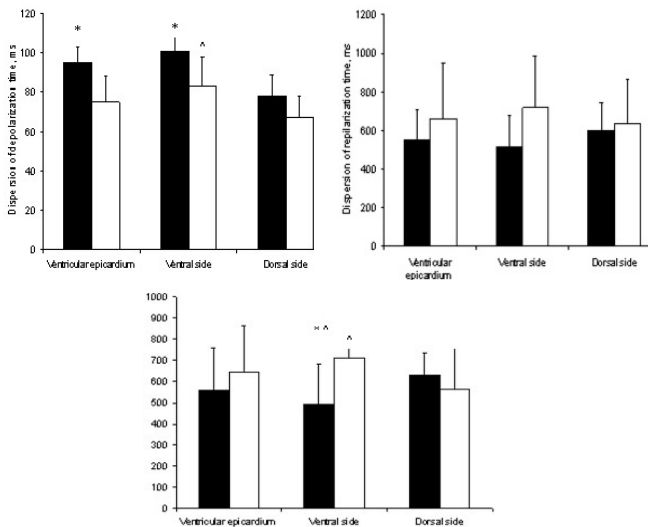 Dispersion of depolarization time, ms
120
100
80
60
40
20
0
*
*
^
Ventricular epicardium
Ventral side
Dorsal side
Dispersion of repilarization time, ms
1200
1000
800
600
400
200
0
Ventricular
epicardium
Ventral side
Dorsal side
1000
900
800
700
600
500
400
300
200
100
0
* ^
^
Ventricular epicardium
Ventral side
Dorsal side